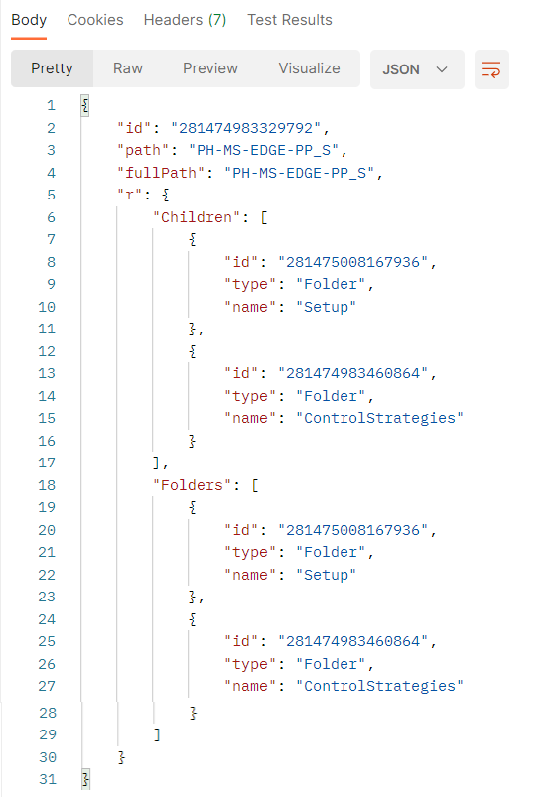 Body Cookies Headers (7) Test Results
Pretty Raw Preview Visualize JSON
1 {
2 "id": "281474983329792",
3 "path": "PH-MS-EDGE-PP_S",
4 "fullPath": "PH-MS-EDGE-PP_S",
5 "r": {
6 "Children": [
7 {
8 "id": "281475008167936",
9 "type": "Folder",
10 "name": "Setup"
11 },
12 {
13 "id": "281474983460864",
14 "type": "Folder",
15 "name": "ControlStrategies"
16 }
17 ],
18 "Folders": [
19 {
20 "id": "281475008167936",
21 "type": "Folder",
22 "name": "Setup"
23 },
24 {
25 "id": "281474983460864",
26 "type": "Folder",
27 "name": "ControlStrategies"
28 }
29 ]
30 }
31 }